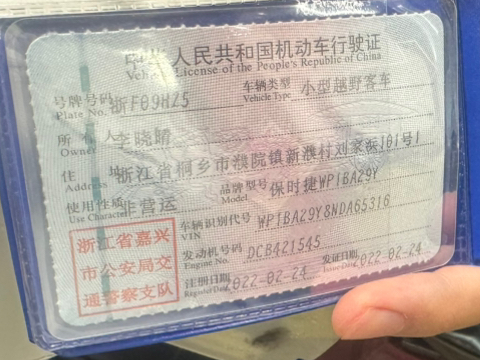 中华人民共和国机动车行驶证
Vehicle License of the People's Republic of China
号牌号码 浙F09H25 车辆类型 小型越野客车
Plate No. Vehicle Type
所有人 李晓晴
Owner
住址 浙江省桐乡市濮院镇新濮村刘家浜101号1
Address
使用性质 非营运 品牌型号 保时捷WP1BA29Y
Use Character Model
车辆识别代号 WP1BA29Y8NDA65316
VIN
发动机号码 DCB421545
Engine No.
注册日期 2022-02-24 发证日期 2022-02-24
Register Date Issue Date
浙江省嘉兴
市公安局交
通警察支队